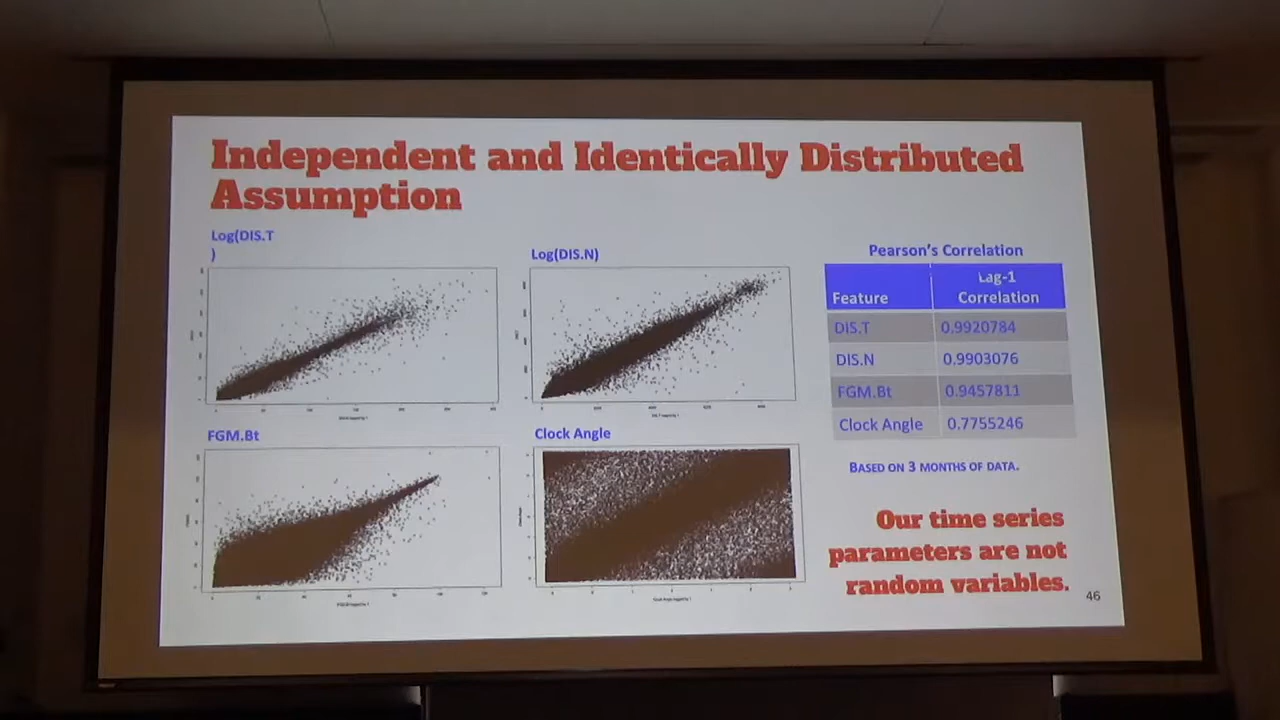 Independent and Identically Distributed
Assumption
Log(DIS.T
)
Log(DIS.N)
FGM.Bt
Clock Angle
Pearson's Correlation
Feature
Lag-1
Correlation
DIS.T 0.9920784
DIS.N 0.9903076
FGM.Bt 0.9457811
Clock Angle 0.7755246
BASED ON 3 MONTHS OF DATA.
Our time series
parameters are not
random variables.
46